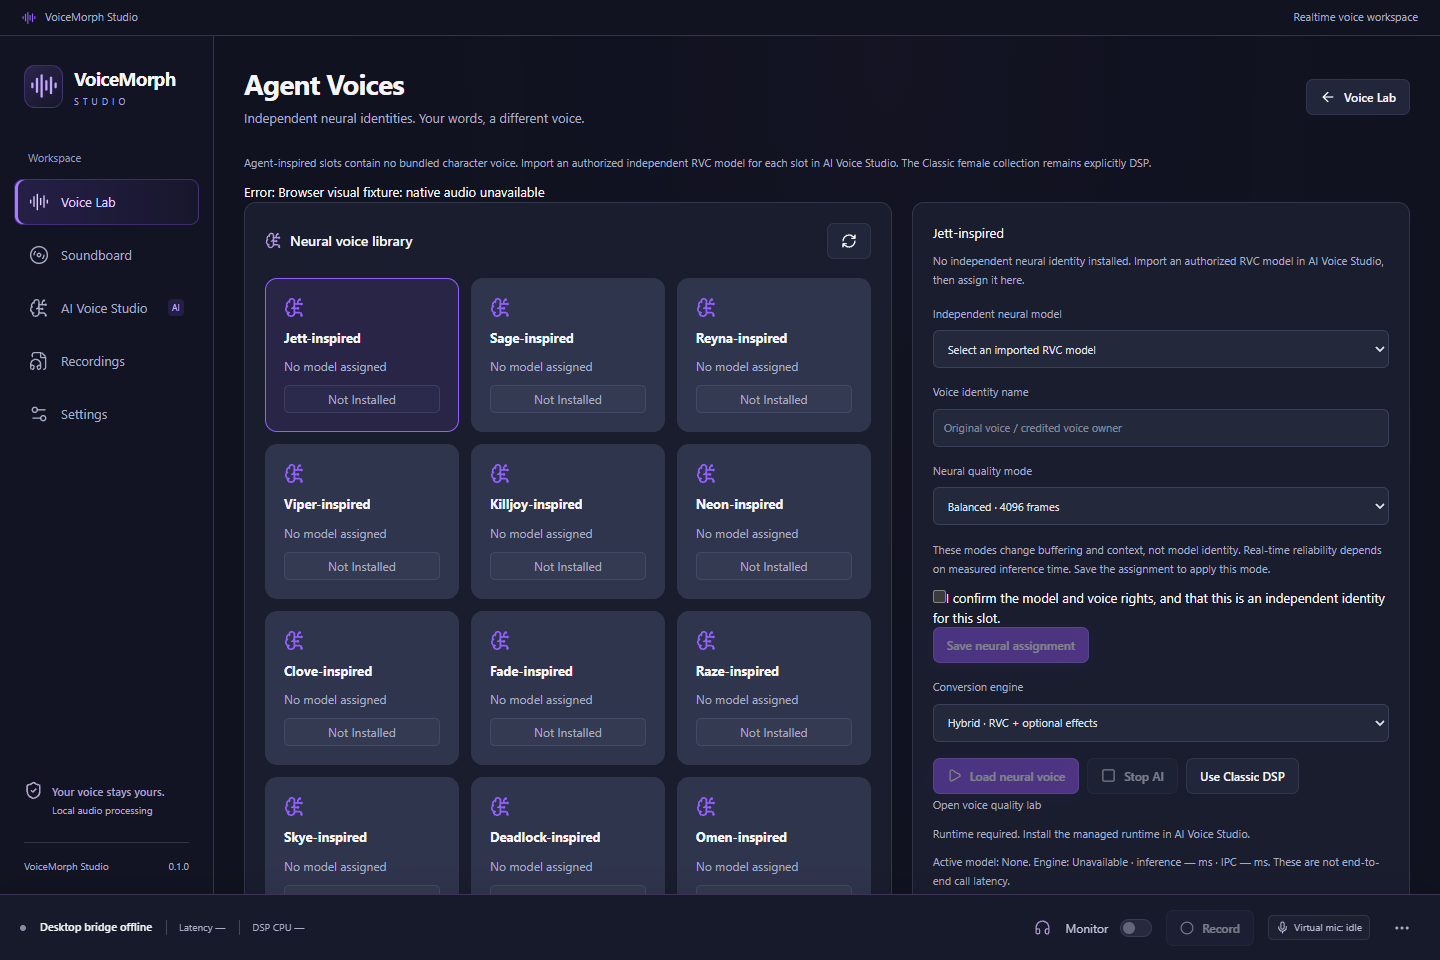 VoiceMorph Studio
Realtime voice workspace
VoiceMorph
STUDIO
Workspace
Voice Lab
Soundboard
AI Voice Studio AI
Recordings
Settings
Your voice stays yours.
Local audio processing
VoiceMorph Studio 0.1.0
Agent Voices
Independent neural identities. Your words, a different voice.
Voice Lab
Agent-inspired slots contain no bundled character voice. Import an authorized independent RVC model for each slot in AI Voice Studio. The Classic female collection remains explicitly DSP.
Error: Browser visual fixture: native audio unavailable
Neural voice library
Jett-inspired
No model assigned
Not Installed
Sage-inspired
No model assigned
Not Installed
Reyna-inspired
No model assigned
Not Installed
Viper-inspired
No model assigned
Not Installed
Killjoy-inspired
No model assigned
Not Installed
Neon-inspired
No model assigned
Not Installed
Clove-inspired
No model assigned
Not Installed
Fade-inspired
No model assigned
Not Installed
Raze-inspired
No model assigned
Not Installed
Skye-inspired
No model assigned
Deadlock-inspired
No model assigned
Omen-inspired
No model assigned
Jett-inspired
No independent neural identity installed. Import an authorized RVC model in AI Voice Studio,
then assign it here.
Independent neural model
Select an imported RVC model
Voice identity name
Original voice / credited voice owner
Neural quality mode
Balanced · 4096 frames
These modes change buffering and context, not model identity. Real-time reliability depends
on measured inference time. Save the assignment to apply this mode.
I confirm the model and voice rights, and that this is an independent identity
for this slot.
Save neural assignment
Conversion engine
Hybrid · RVC + optional effects
Load neural voice
Stop AI
Use Classic DSP
Open voice quality lab
Runtime required. Install the managed runtime in AI Voice Studio.
Active model: None. Engine: Unavailable · inference — ms · IPC — ms. These are not end-to-
end call latency.
Desktop bridge offline
Latency —
DSP CPU —
Monitor
Record
Virtual mic: idle